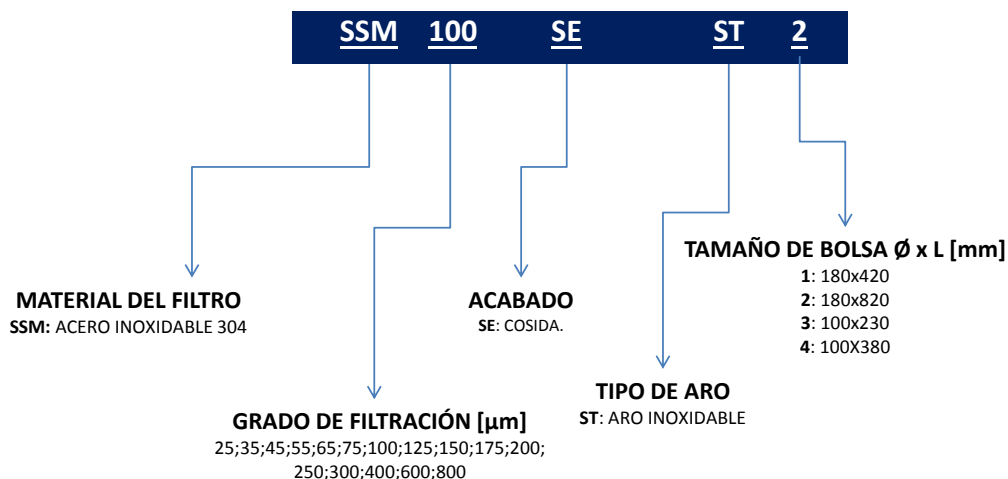 SSM 100 SE ST 2
MATERIAL DEL FILTRO
SSM: ACERO INOXIDABLE 304
GRADO DE FILTRACIÓN [µm]
25;35;45;55;65;75;100;125;150;175;200;
250;300;400;600;800
ACABADO
SE: COSIDA.
TIPO DE ARO
ST: ARO INOXIDABLE
TAMAÑO DE BOLSA Ø x L [mm]
1: 180x420
2: 180x820
3: 100x230
4: 100X380